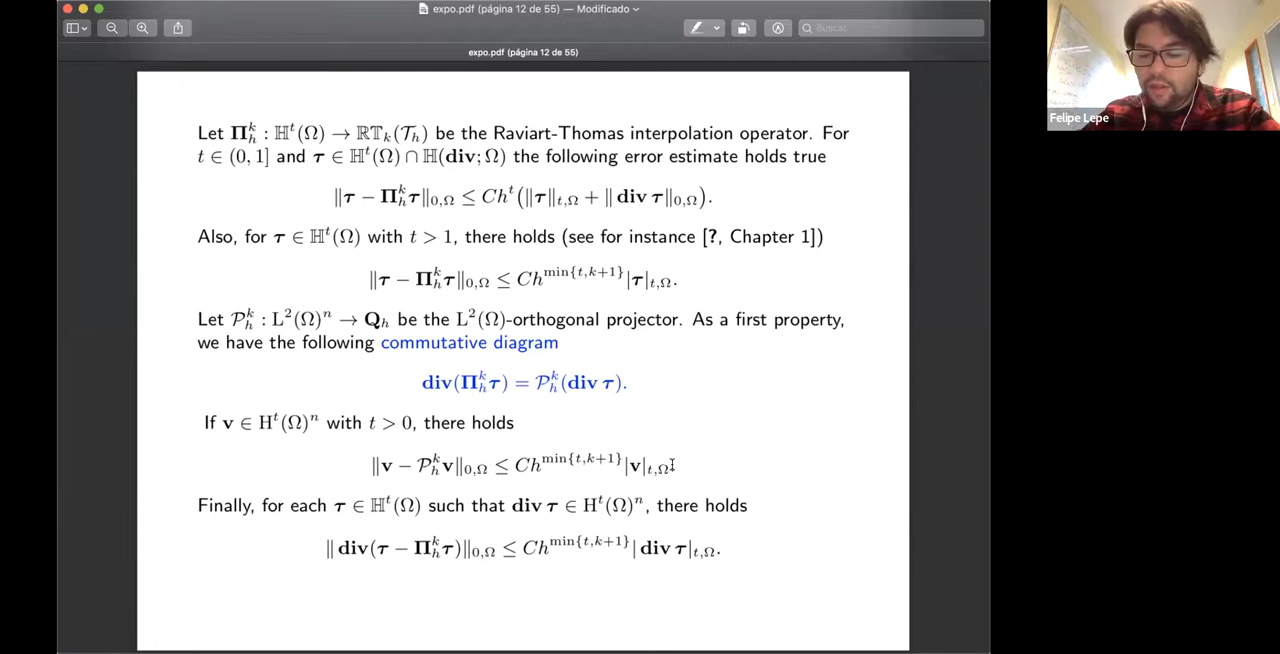 expo.pdf (página 12 de 55) — Modificado
Buscar
expo.pdf (página 12 de 55)
Felipe Lepe
Let 𝚷ₕᵏ : ℍᵗ(Ω) → ℝ𝕋ₖ(𝒯ₕ) be the Raviart-Thomas interpolation operator. For
t ∈ (0, 1] and τ ∈ ℍᵗ(Ω) ∩ ℍ(div; Ω) the following error estimate holds true
‖τ − 𝚷ₕᵏτ‖₀,Ω ≤ Chᵗ(‖τ‖ₜ,Ω + ‖ div τ‖₀,Ω).
Also, for τ ∈ ℍᵗ(Ω) with t > 1, there holds (see for instance [?, Chapter 1])
‖τ − 𝚷ₕᵏτ‖₀,Ω ≤ Ch^min{t,k+1}|τ|ₜ,Ω.
Let 𝒫ₕᵏ : L²(Ω)ⁿ → Qₕ be the L²(Ω)-orthogonal projector. As a first property,
we have the following commutative diagram
div(𝚷ₕᵏτ) = 𝒫ₕᵏ(div τ).
If v ∈ Hᵗ(Ω)ⁿ with t > 0, there holds
‖v − 𝒫ₕᵏv‖₀,Ω ≤ Ch^min{t,k+1}|v|ₜ,Ω
Finally, for each τ ∈ ℍᵗ(Ω) such that div τ ∈ Hᵗ(Ω)ⁿ, there holds
‖ div(τ − 𝚷ₕᵏτ)‖₀,Ω ≤ Ch^min{t,k+1}| div τ|ₜ,Ω.